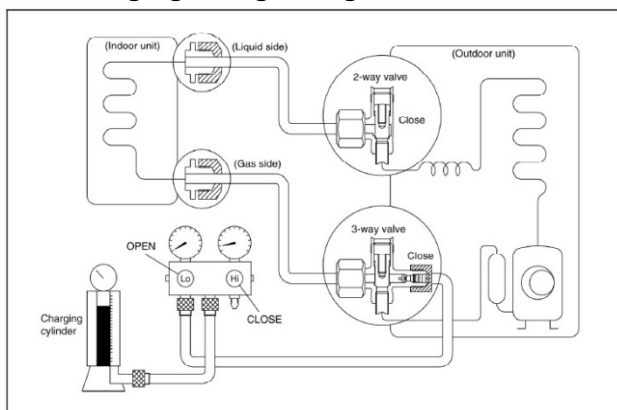 (Indoor unit)
(Liquid side)
(Outdoor unit)
2-way valve
Close
(Gas side)
3-way valve
Close
OPEN
Lo
Hi
CLOSE
Charging
cylinder